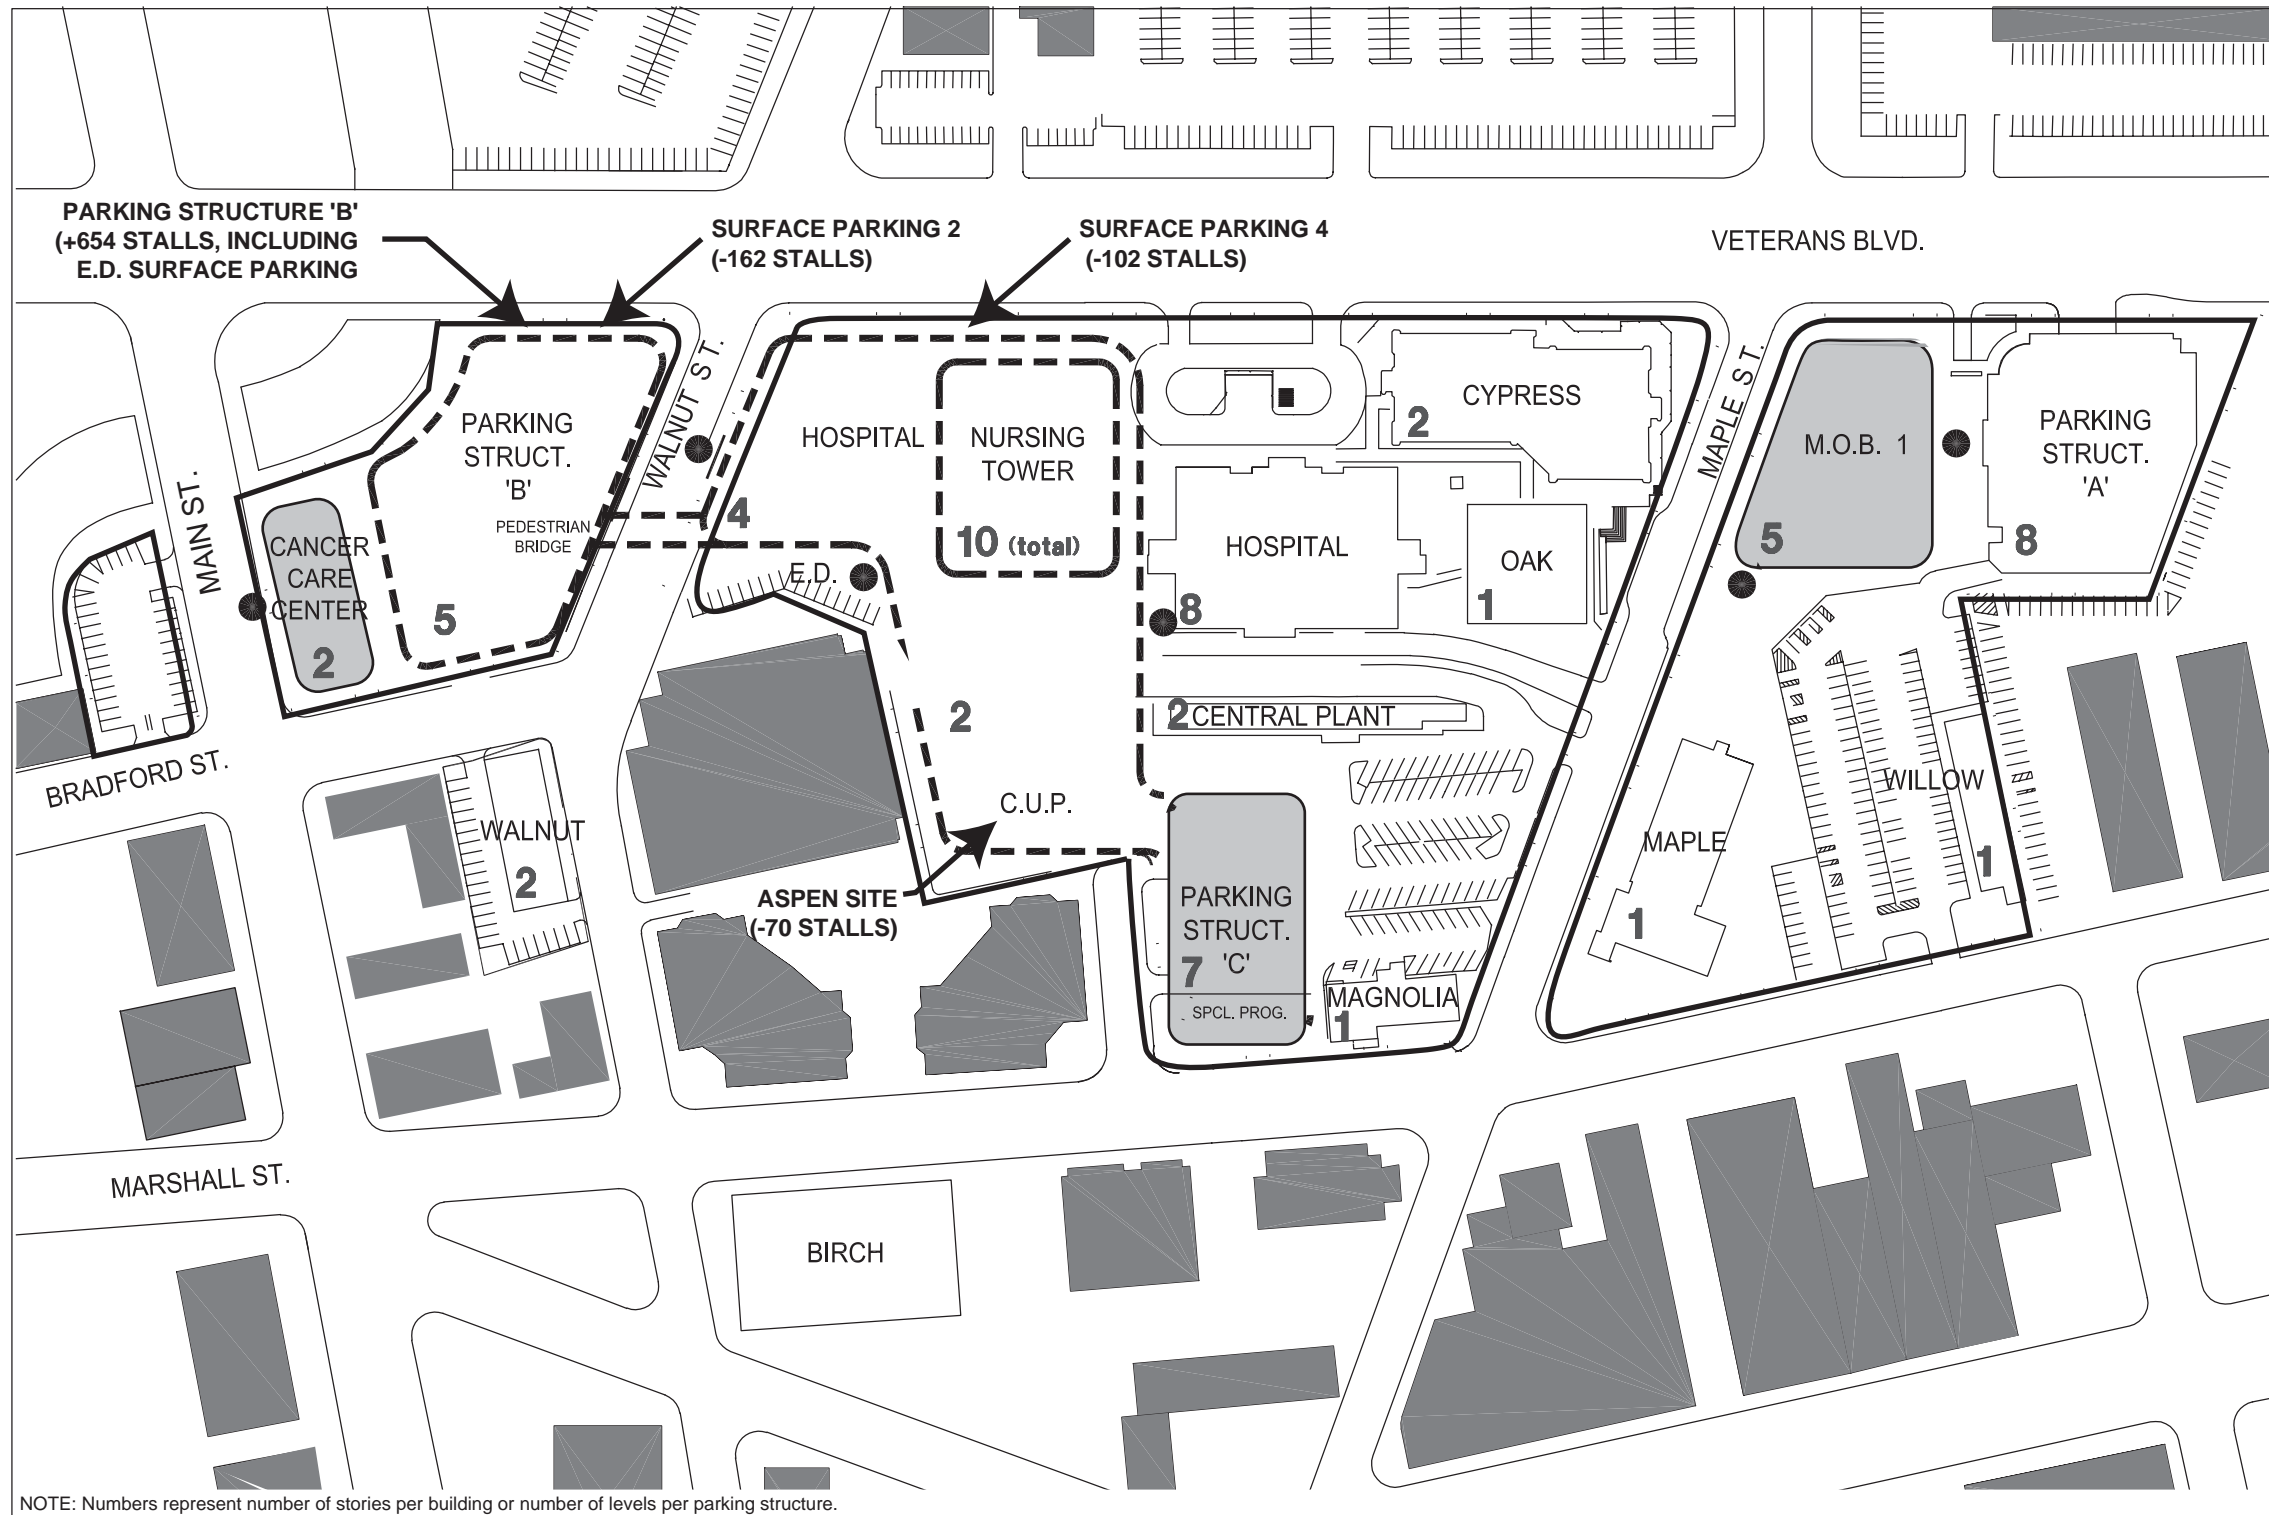 PARKING STRUCTURE 'B'
(+654 STALLS, INCLUDING
E.D. SURFACE PARKING
SURFACE PARKING 2
(-162 STALLS)
SURFACE PARKING 4
(-102 STALLS)
VETERANS BLVD.
MAIN ST.
WALNUT ST.
MAPLE ST.
PARKING
STRUCT.
'B'
5
PEDESTRIAN
BRIDGE
CANCER
CARE
CENTER
2
HOSPITAL
4
NURSING
TOWER
10 (total)
E.D.
2
C.U.P.
CYPRESS
2
HOSPITAL
8
OAK
1
CENTRAL PLANT
2
M.O.B. 1
5
PARKING
STRUCT.
'A'
8
BRADFORD ST.
WALNUT
2
ASPEN SITE
(-70 STALLS)
PARKING
STRUCT.
'C'
7
SPCL. PROG.
MAGNOLIA
1
MAPLE
1
WILLOW
1
MARSHALL ST.
BIRCH
NOTE: Numbers represent number of stories per building or number of levels per parking structure.